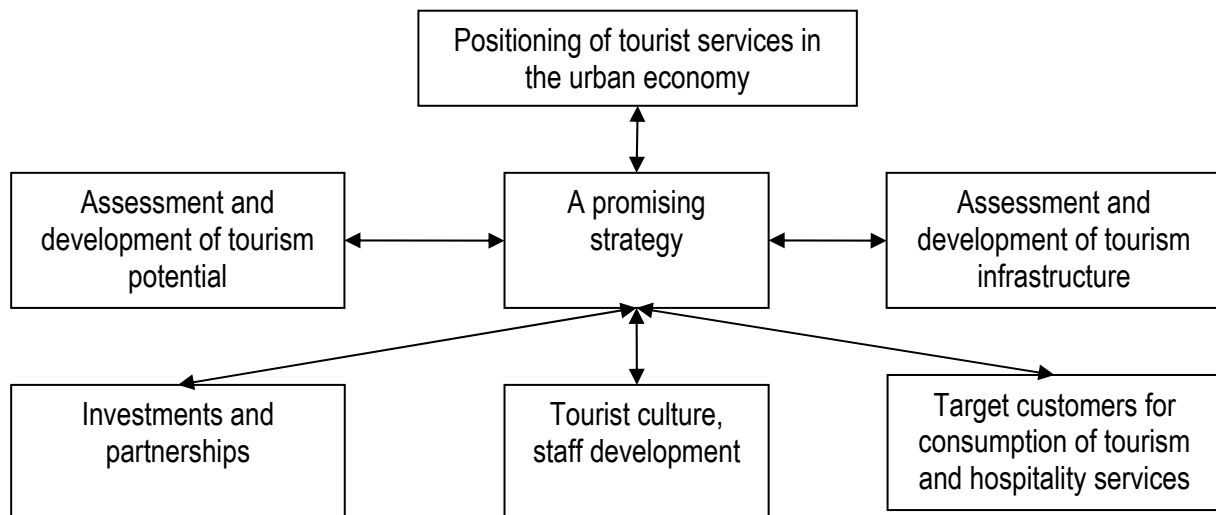 Positioning of tourist services in
the urban economy
Assessment and
development of tourism
potential
A promising
strategy
Assessment and
development of tourism
infrastructure
Investments and
partnerships
Tourist culture,
staff development
Target customers for
consumption of tourism
and hospitality services